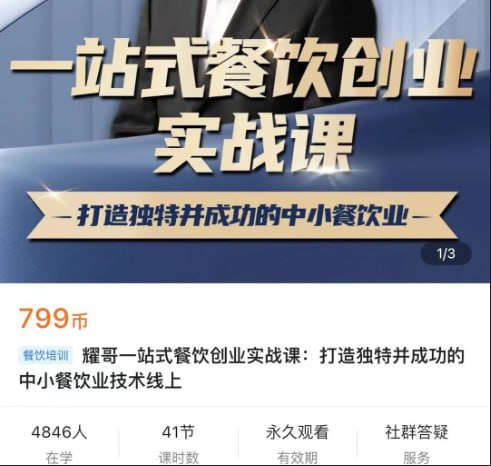 一站式餐饮创业
实战课
打造独特并成功的中小餐饮业
1/3
799币
餐饮培训 耀哥一站式餐饮创业实战课：打造独特并成功的
中小餐饮业技术线上
4846人 41节 永久观看 社群答疑
在学 课时数 有效期 服务